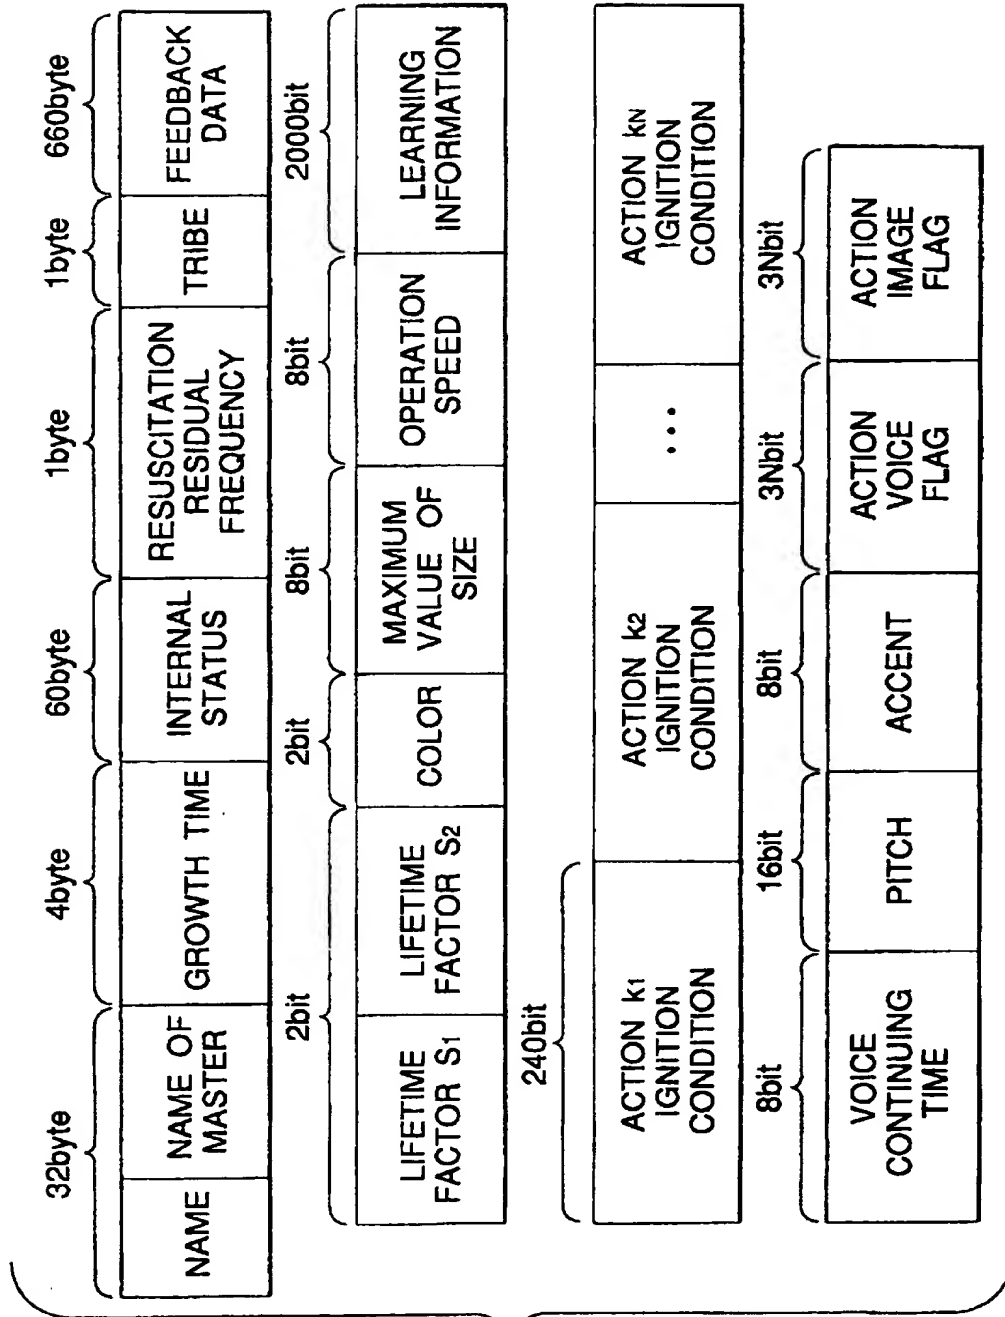 32byte
4byte
60byte
1byte
1byte
660byte
NAME
NAME OF
MASTER
GROWTH TIME
INTERNAL
STATUS
RESUSCITATION
RESIDUAL
FREQUENCY
TRIBE
FEEDBACK
DATA
2bit
2bit
8bit
8bit
2000bit
LIFETIME
FACTOR S1
LIFETIME
FACTOR S2
COLOR
MAXIMUM
VALUE OF
SIZE
OPERATION
SPEED
LEARNING
INFORMATION
240bit
ACTION k1
IGNITION
CONDITION
ACTION k2
IGNITION
CONDITION
...
ACTION kN
IGNITION
CONDITION
8bit
16bit
8bit
3Nbit
3Nbit
VOICE
CONTINUING
TIME
PITCH
ACCENT
ACTION
VOICE
FLAG
ACTION
IMAGE
FLAG